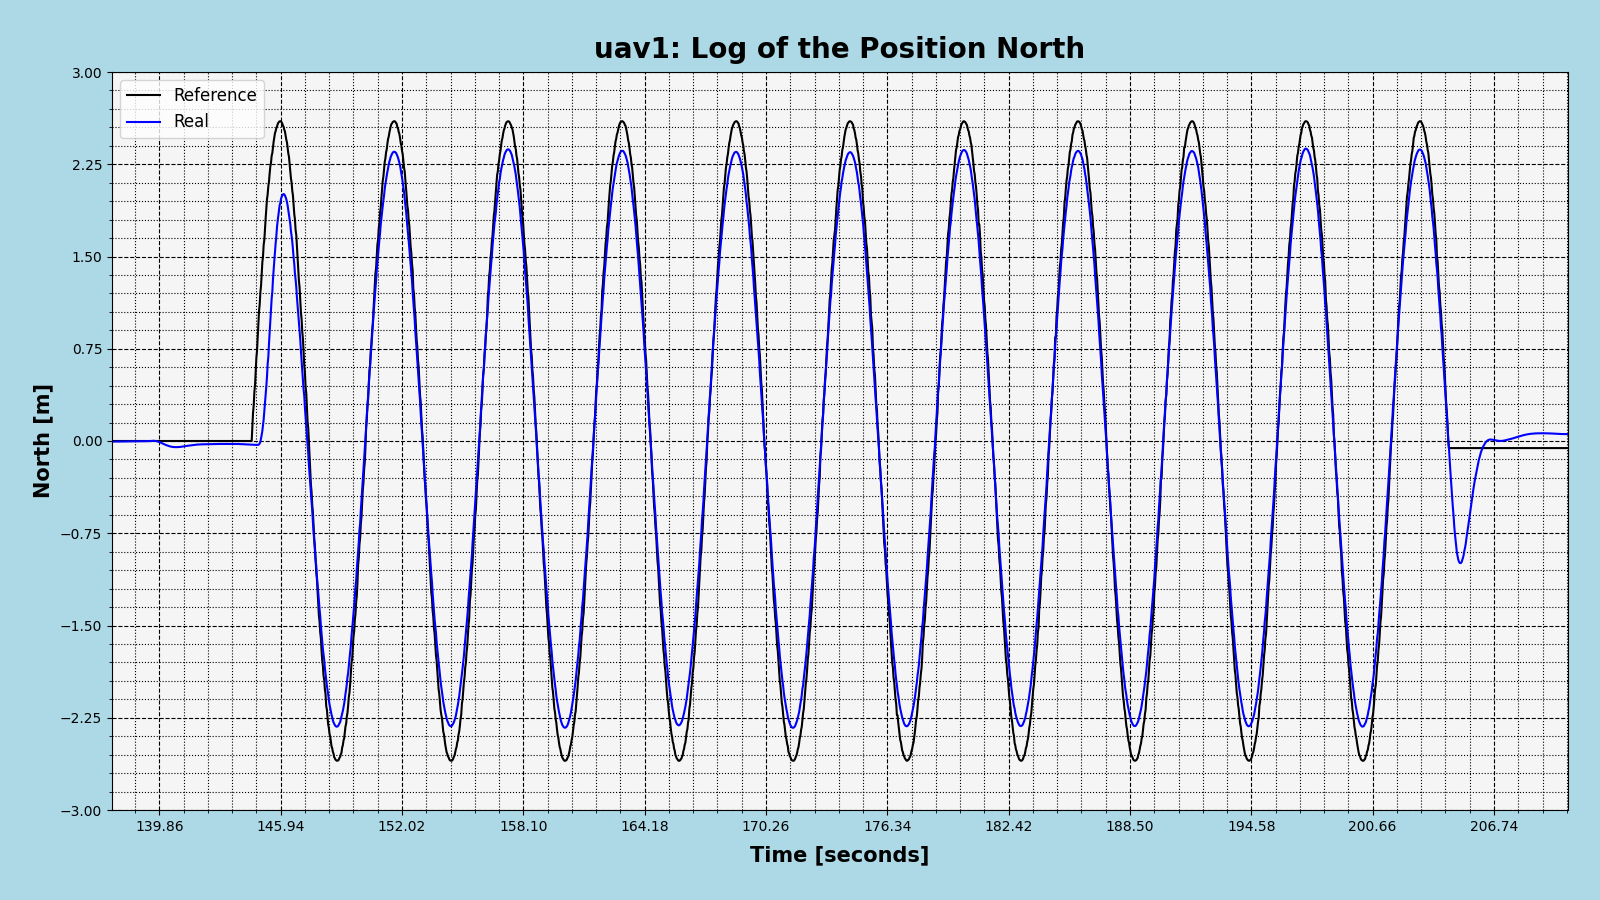 uav1: Log of the Position North
Reference
Real
3.00
2.25
1.50
0.75
0.00
−0.75
−1.50
−2.25
−3.00
North [m]
139.86 145.94 152.02 158.10 164.18 170.26 176.34 182.42 188.50 194.58 200.66 206.74
Time [seconds]